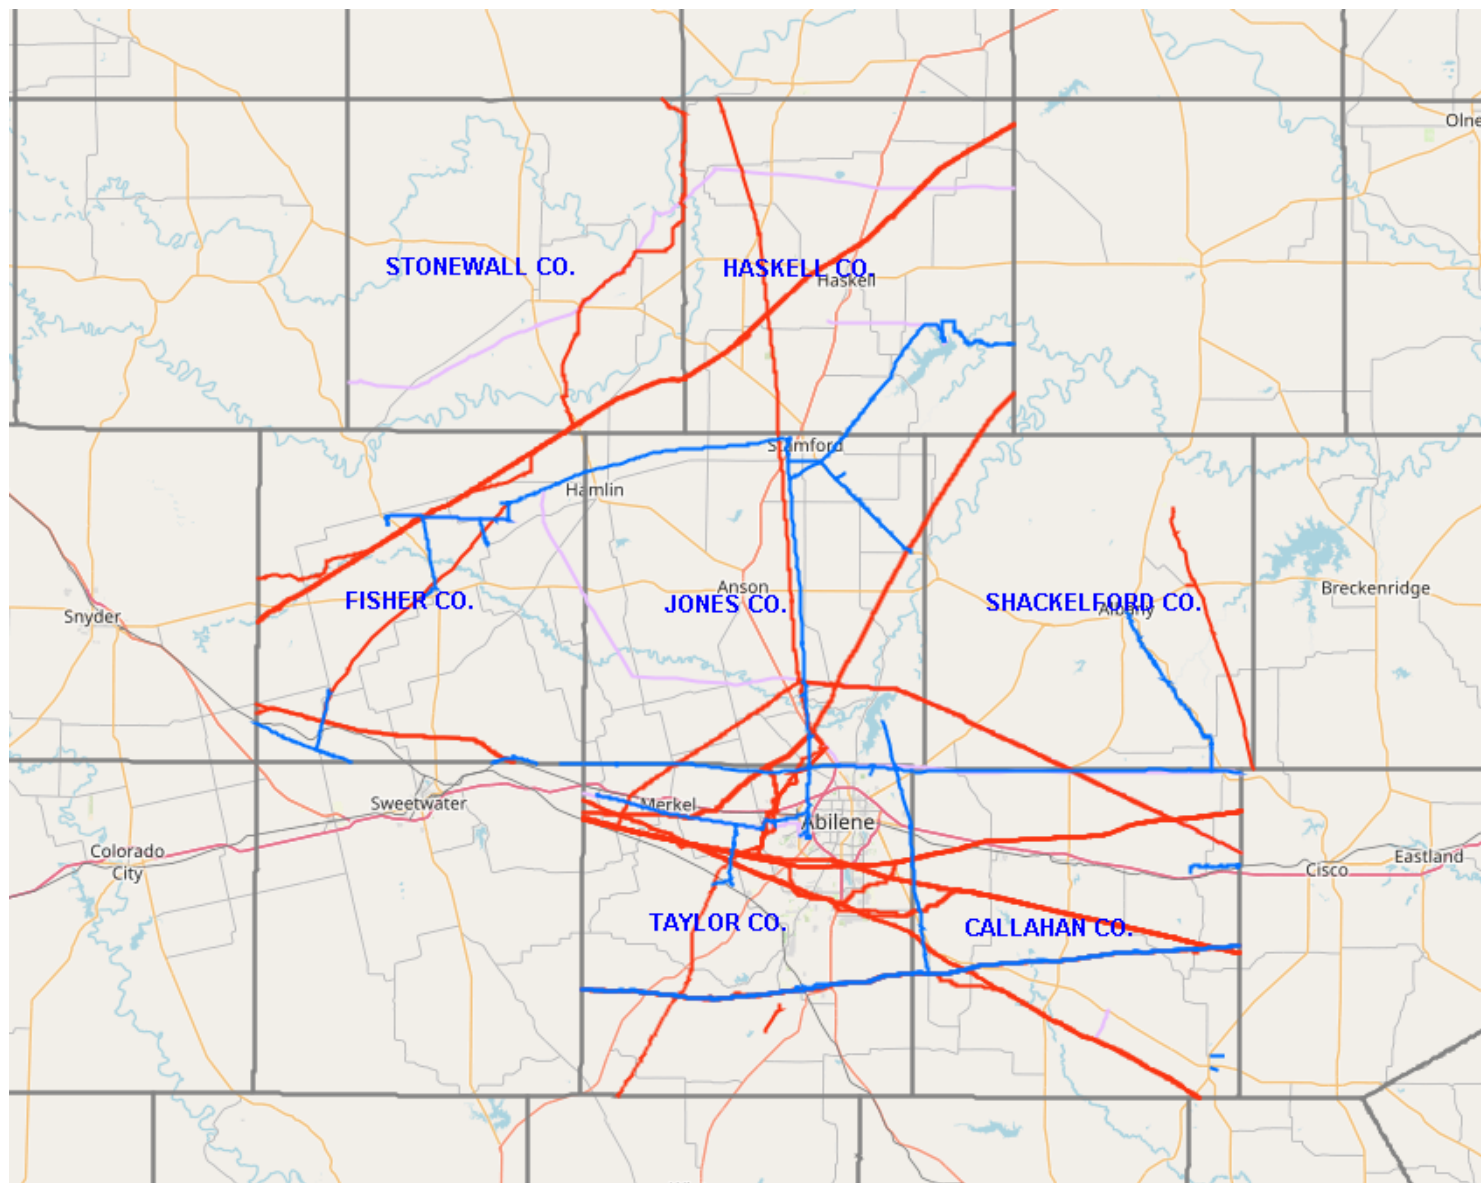 Olne
STONEWALL CO.
HASKELL CO.
Haskell
Stamford
Hamlin
Anson
Breckenridge
FISHER CO.
JONES CO.
SHACKELFORD CO.
Albany
Snyder
Sweetwater
Merkel
Abilene
Colorado
City
Cisco
Eastland
TAYLOR CO.
CALLAHAN CO.